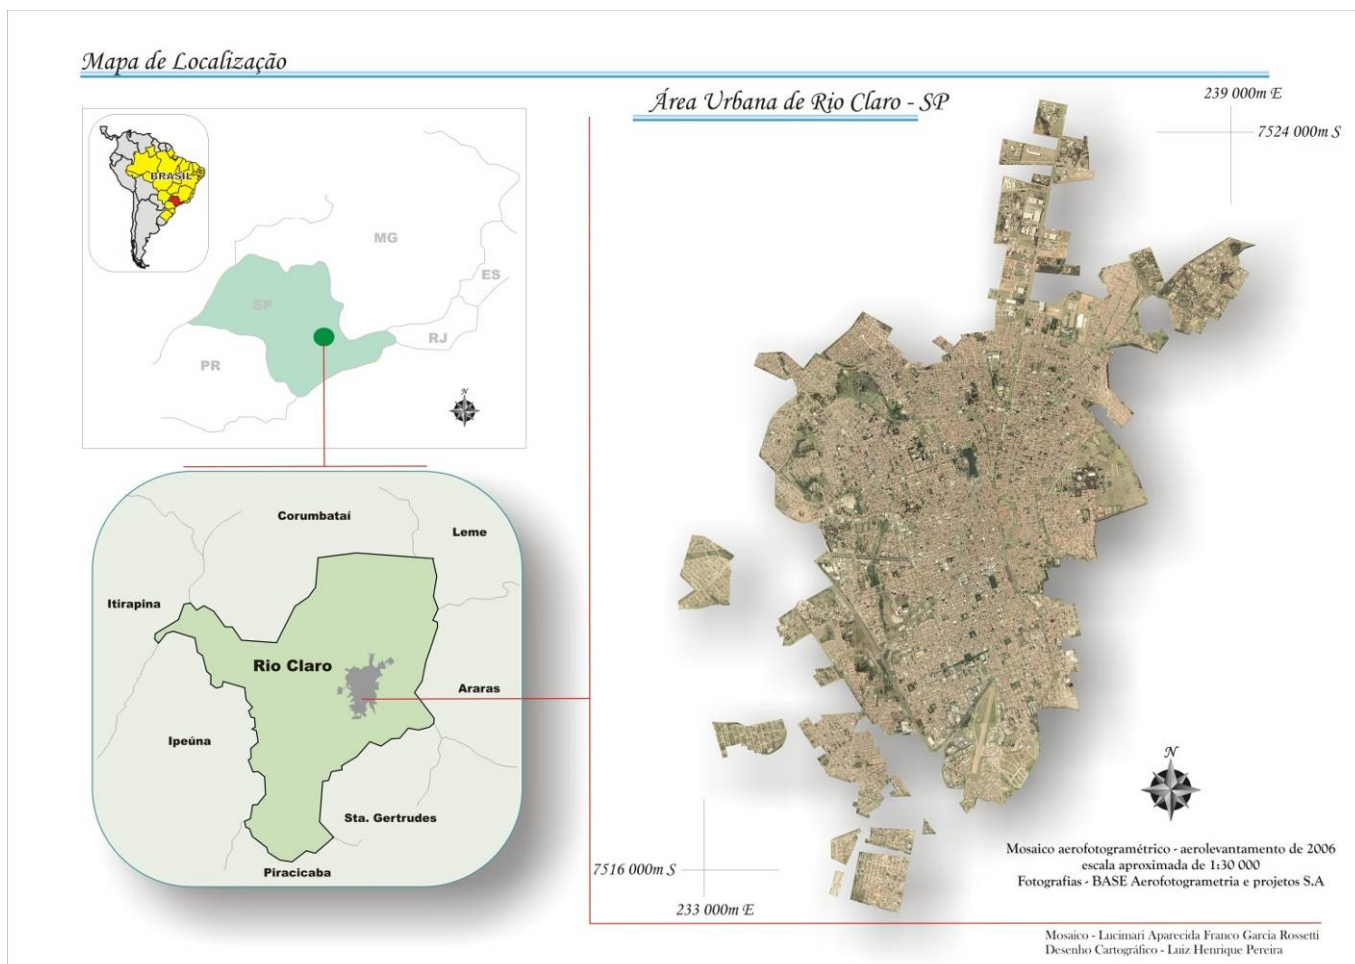 Mapa de Localização
Área Urbana de Rio Claro - SP
239 000m E
7524 000m S
BRASIL
MG
ES
SP
RJ
PR
N
Corumbataí
Leme
Itirapina
Rio Claro
Araras
Ipeúna
Sta. Gertrudes
Piracicaba
N
7516 000m S
233 000m E
Mosaico aerofotogramétrico - aerolevantamento de 2006
escala aproximada de 1:30 000
Fotografias - BASE Aerofotogrametria e projetos S.A
Mosaico - Lucimari Aparecida Franco Garcia Rossetti
Desenho Cartográfico - Luiz Henrique Pereira